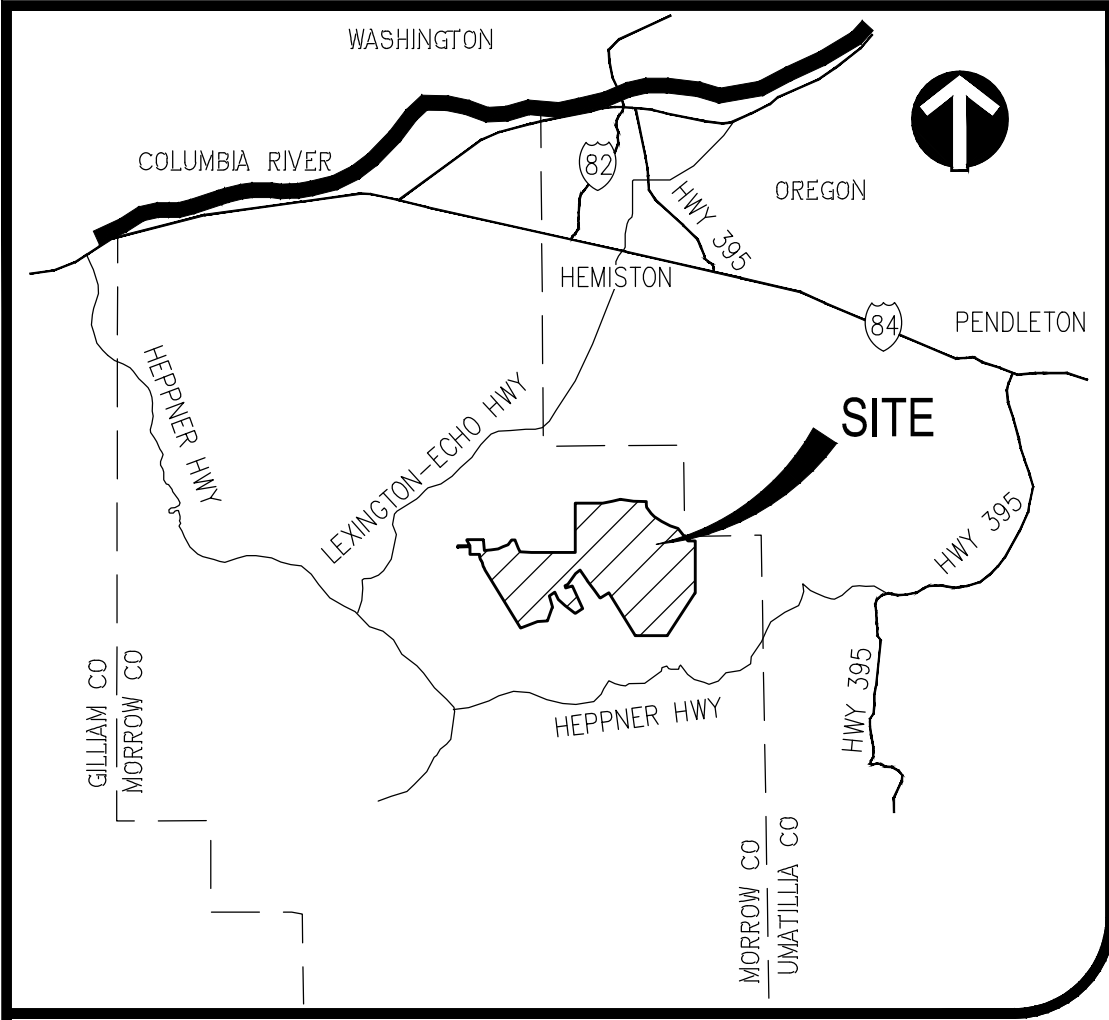 WASHINGTON
COLUMBIA RIVER
82
OREGON
HWY 395
HEMISTON
84
PENDLETON
HEPPNER HWY
LEXINGTON-ECHO HWY
SITE
HWY 395
GILLIAM CO
MORROW CO
HEPPNER HWY
HWY 395
MORROW CO
UMATILLIA CO